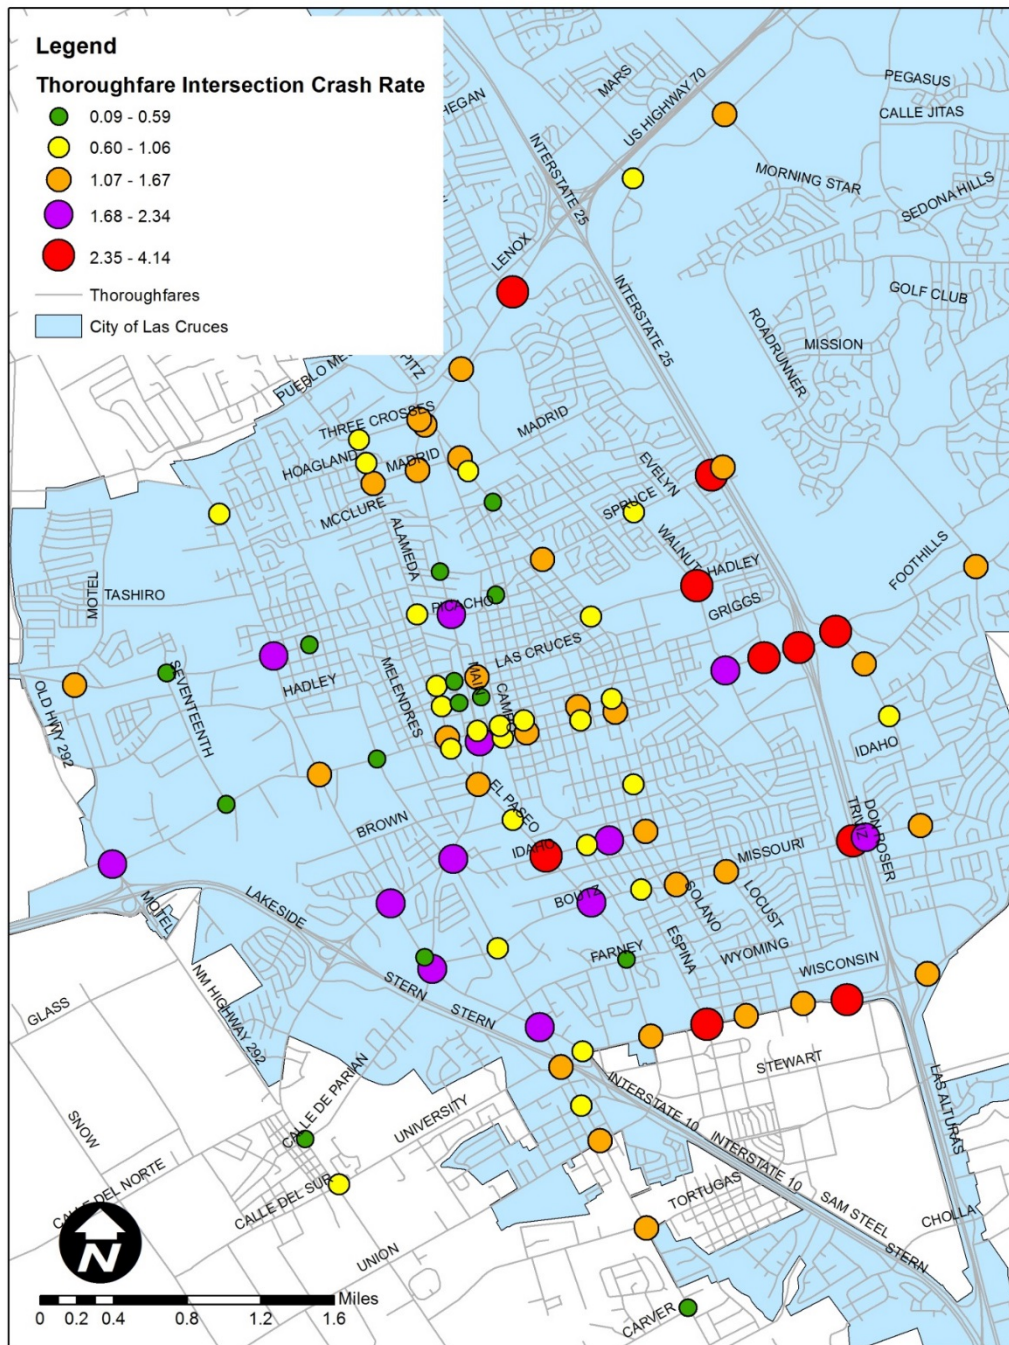 Legend
Thoroughfare Intersection Crash Rate
0.09 - 0.59
0.60 - 1.06
1.07 - 1.67
1.68 - 2.34
2.35 - 4.14
Thoroughfares
City of Las Cruces
MARS
US HIGHWAY 70
PEGASUS
CALLE JITAS
HEGAN
INTERSTATE 25
MORNING STAR
SEDONA HILLS
LENOX
INTERSTATE 25
GOLF CLUB
ROADRUNNER
MISSION
PUEBLO ME
PITZ
THREE CROSSES
MADRID
HOAGLAND
MADRID
EVELYN
MCCLURE
SPRUCE
ALAMEDA
WALNUT
HADLEY
FOOTHILLS
MOTEL
TASHIRO
PICACHO
GRIGGS
LAS CRUCES
MELENDRES
MAIN
CAMPO
SEVENTEENTH
HADLEY
OLD HWY 292
IDAHO
EL PASEO
BROWN
IDAHO
TRIVIZ
DON ROSER
MISSOURI
LAKESIDE
BOUTZ
SOLANO
LOCUST
MOTEL
FARNEY
ESPINA
WYOMING
WISCONSIN
GLASS
NM HIGHWAY 292
STERN
STERN
STEWART
SNOW
CALLE DE PARIAN
UNIVERSITY
INTERSTATE 10
INTERSTATE 10
LAS ALTURAS
CALLE DEL NORTE
CALLE DEL SUR
TORTUGAS
SAM STEEL
CHOLLA
UNION
STERN
N
CARVER
Miles
0 0.2 0.4 0.8 1.2 1.6